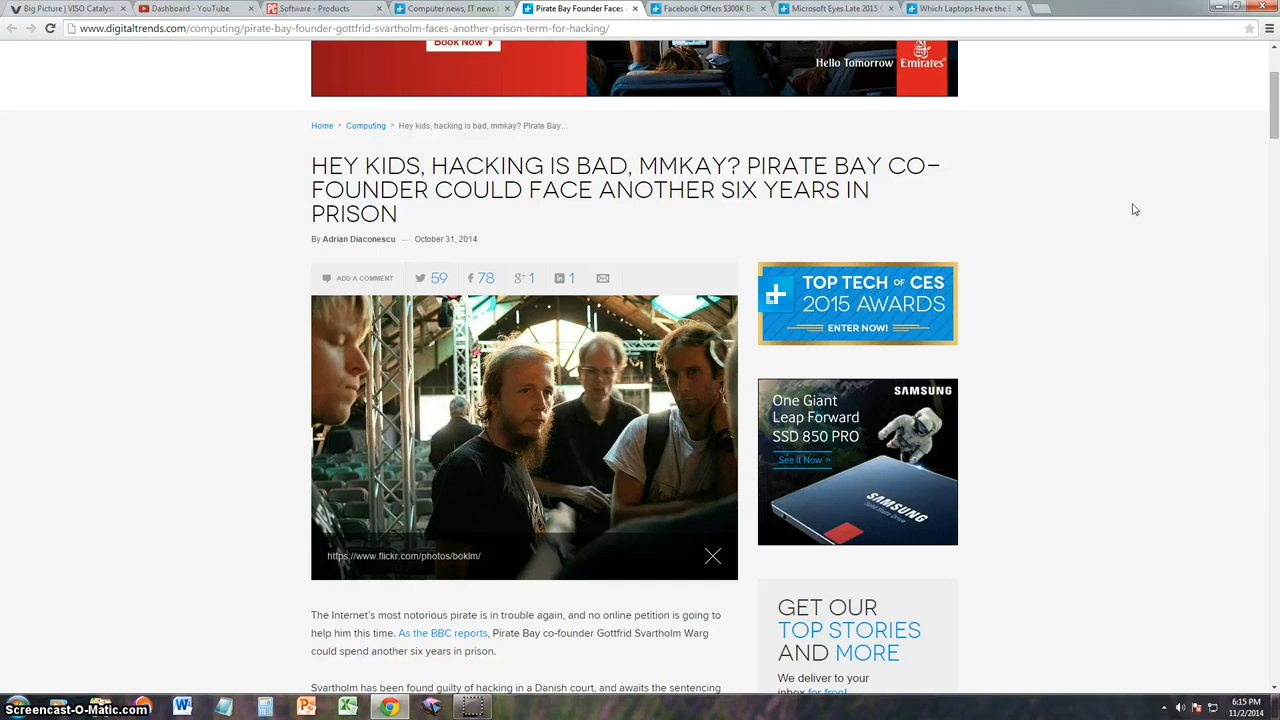 Big Picture | VISO Catalyst
Dashboard - YouTube
Software - Products
Computer news, IT news
Pirate Bay Founder Faces
Facebook Offers $300K Bo
Microsoft Eyes Late 2015
Which Laptops Have the B
www.digitaltrends.com/computing/pirate-bay-founder-gottfrid-svartholm-faces-another-prison-term-for-hacking/
Book Now
Hello Tomorrow
Emirates
Home > Computing > Hey kids, hacking is bad, mmkay? Pirate Bay…
HEY KIDS, HACKING IS BAD, MMKAY? PIRATE BAY CO-
FOUNDER COULD FACE ANOTHER SIX YEARS IN
PRISON
By Adrian Diaconescu — October 31, 2014
ADD A COMMENT 59 78 g+ 1 in 1
https://www.flickr.com/photos/boklm/
TOP TECH OF CES
2015 AWARDS
ENTER NOW!
SAMSUNG
One Giant
Leap Forward
SSD 850 PRO
See It Now »
SAMSUNG
Solid State Drive
The Internet's most notorious pirate is in trouble again, and no online petition is going to
help him this time. As the BBC reports, Pirate Bay co-founder Gottfrid Svartholm Warg
could spend another six years in prison.
Svartholm has been found guilty of hacking in a Danish court, and awaits the sentencing
GET OUR
TOP STORIES
AND MORE
We deliver to your
inbox for free!
Screencast-O-Matic.com
6:15 PM
11/2/2014